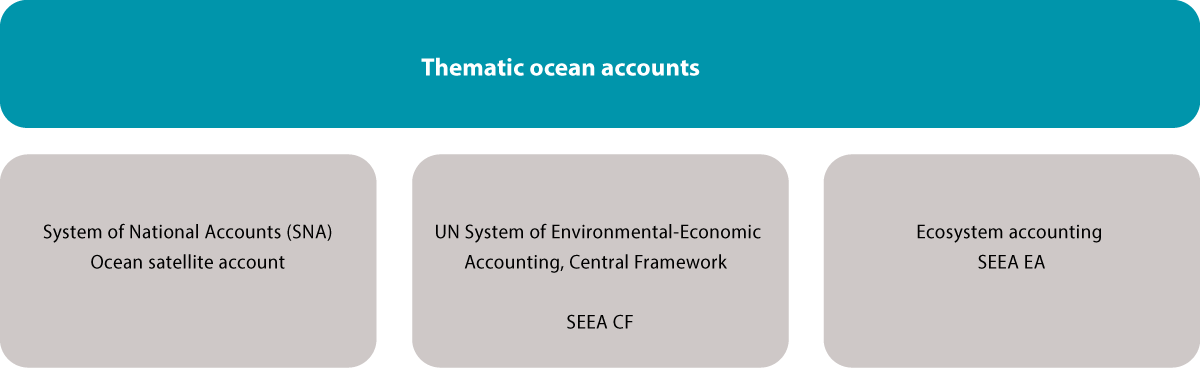 Thematic ocean accounts
System of National Accounts (SNA)
Ocean satellite account
UN System of Environmental-Economic
Accounting, Central Framework
SEEA CF
Ecosystem accounting
SEEA EA